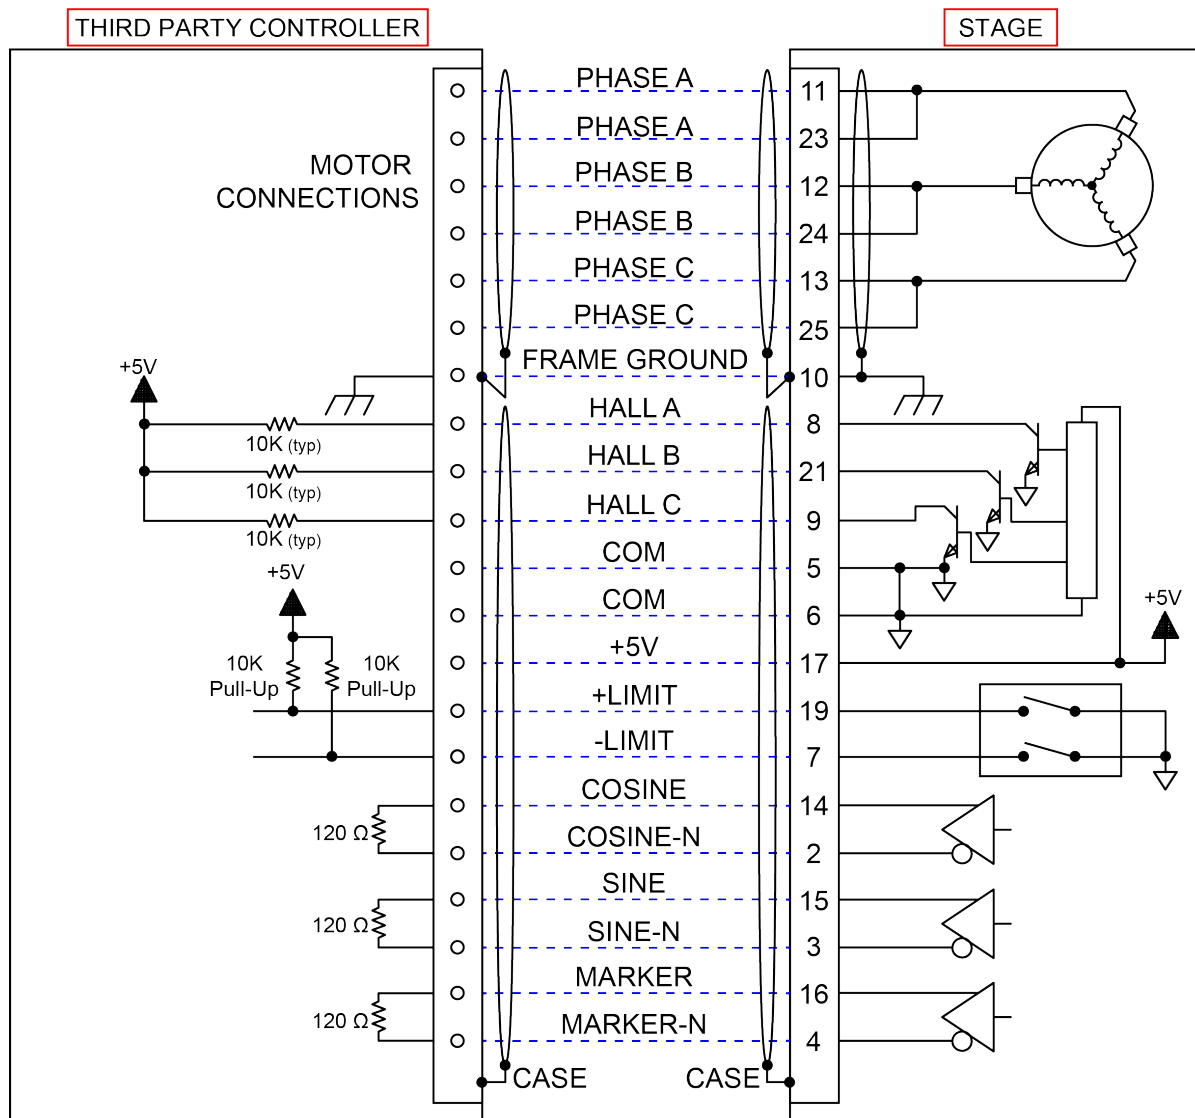 THIRD PARTY CONTROLLER
STAGE
MOTOR
CONNECTIONS
PHASE A
11
PHASE A
23
PHASE B
12
PHASE B
24
PHASE C
13
PHASE C
25
FRAME GROUND
10
+5V
HALL A
8
10K (typ)
HALL B
21
10K (typ)
HALL C
9
10K (typ)
COM
5
+5V
COM
6
+5V
+5V
17
10K
Pull-Up
10K
Pull-Up
+LIMIT
19
-LIMIT
7
COSINE
14
120 Ω
COSINE-N
2
SINE
15
120 Ω
SINE-N
3
MARKER
16
120 Ω
MARKER-N
4
CASE
CASE